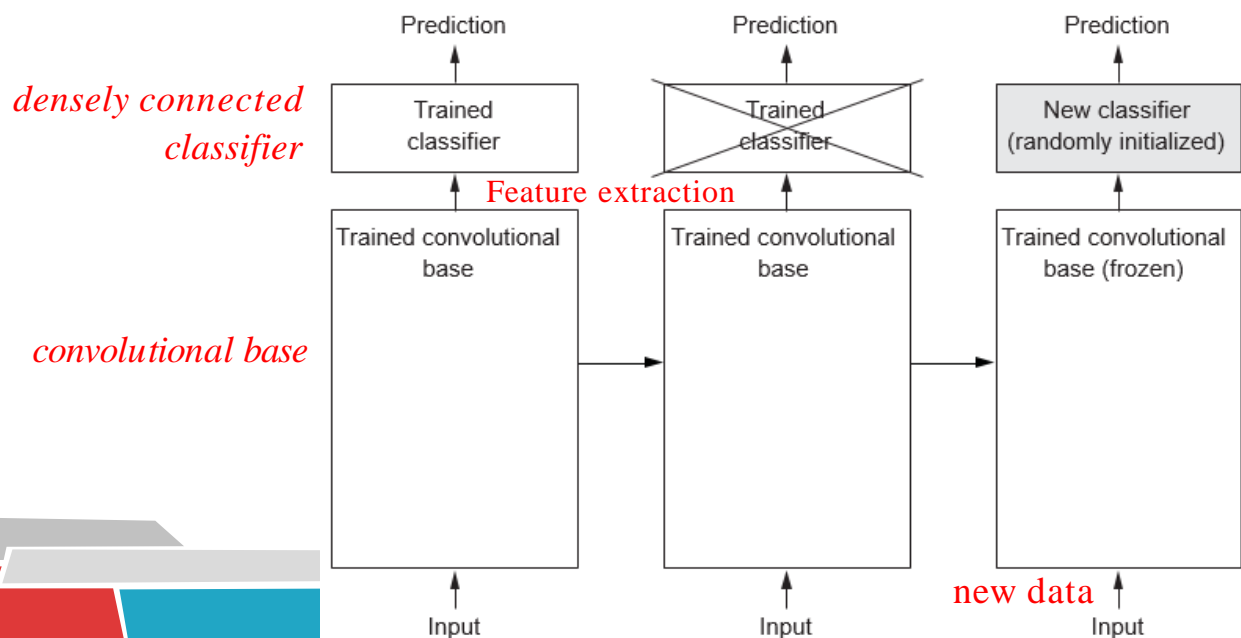 Prediction
Prediction
Prediction
densely connected
classifier
Trained
classifier
Trained
classifier
New classifier
(randomly initialized)
Feature extraction
Trained convolutional
base
Trained convolutional
base
Trained convolutional
base (frozen)
convolutional base
new data
Input
Input
Input